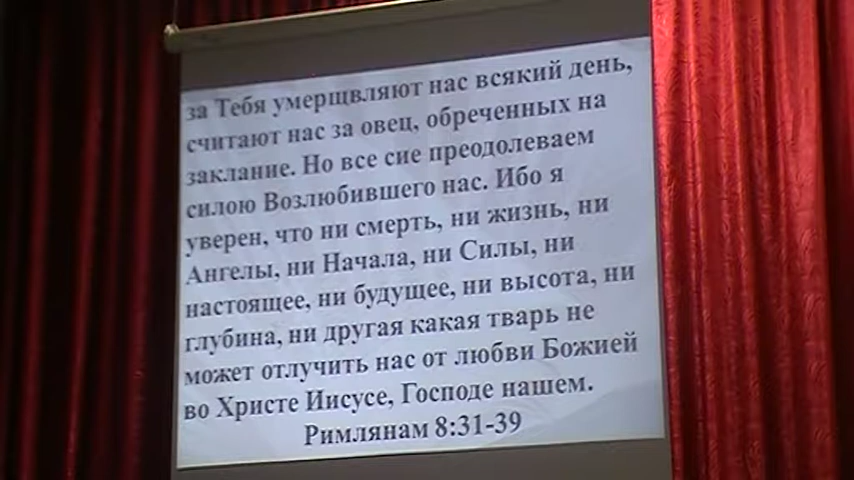 за Тебя умерщвляют нас всякий день,
считают нас за овец, обреченных на
заклание. Но все сие преодолеваем
силою Возлюбившего нас. Ибо я
уверен, что ни смерть, ни жизнь, ни
Ангелы, ни Начала, ни Силы, ни
настоящее, ни будущее, ни высота, ни
глубина, ни другая какая тварь не
может отлучить нас от любви Божией
во Христе Иисусе, Господе нашем.
Римлянам 8:31-39